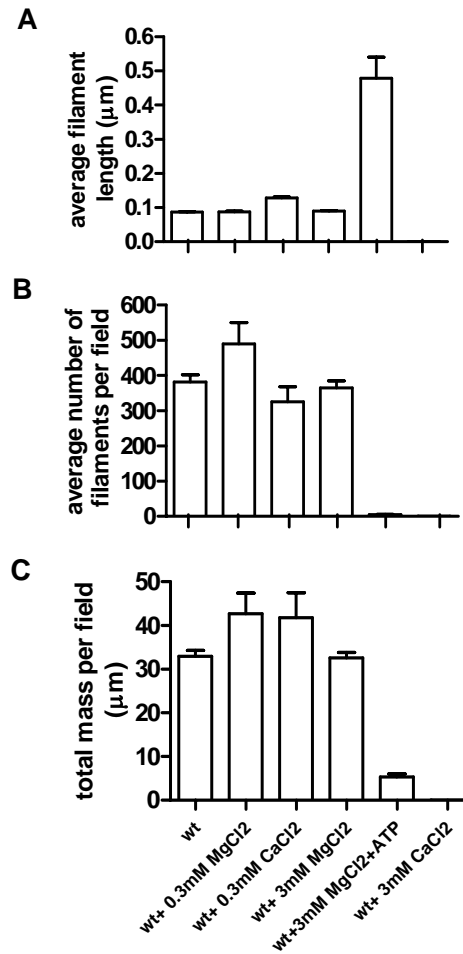 A
average filament
length (μm)
0.6
0.5
0.4
0.3
0.2
0.1
0.0
B
average number of
filaments per field
600
500
400
300
200
100
0
C
total mass per field
(μm)
50
40
30
20
10
0
wt
wt+ 0.3mM MgCl2
wt+ 0.3mM CaCl2
wt+ 3mM MgCl2
wt+3mM MgCl2+ATP
wt+ 3mM CaCl2